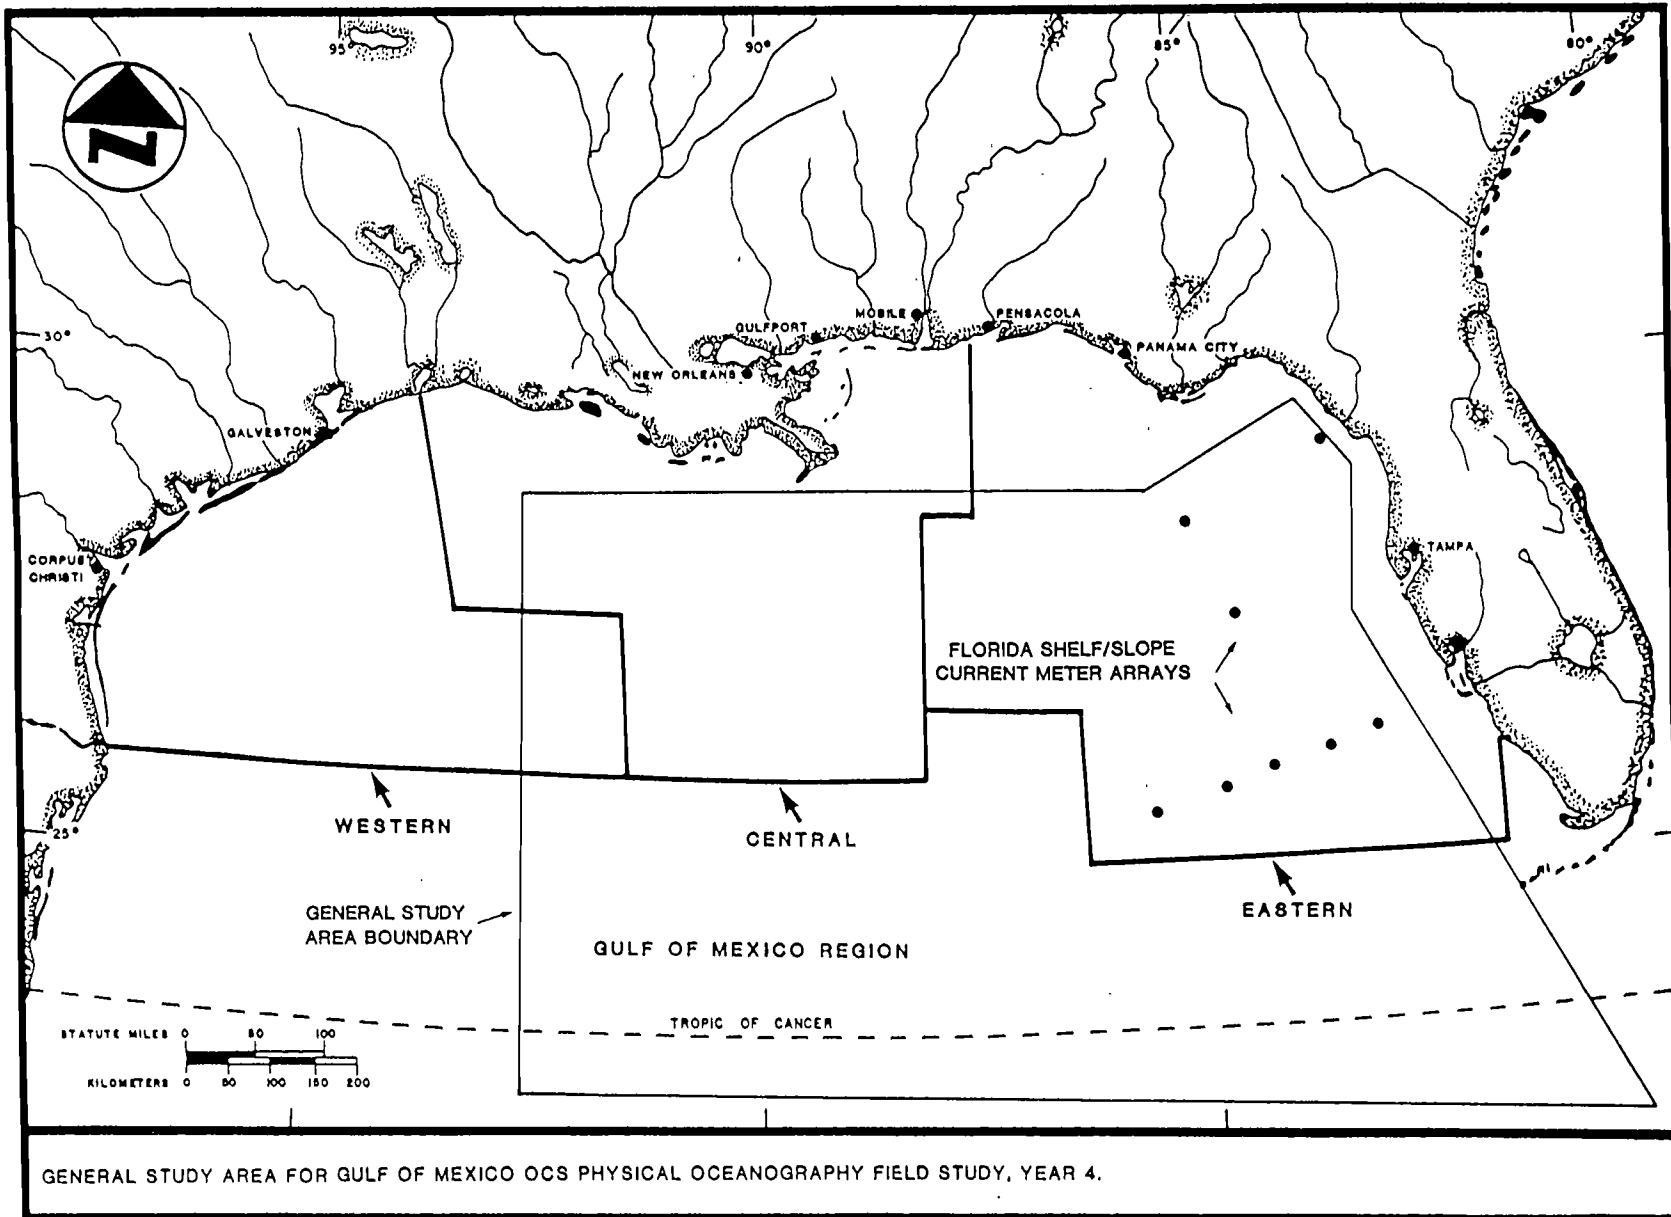 95°
90°
85°
80°
N
30°
GULFPORT
MOBILE
PENSACOLA
PANAMA CITY
NEW ORLEANS
GALVESTON
CORPUS
CHRISTI
TAMPA
FLORIDA SHELF/SLOPE
CURRENT METER ARRAYS
25°
WESTERN
CENTRAL
EASTERN
GENERAL STUDY
AREA BOUNDARY
GULF OF MEXICO REGION
TROPIC OF CANCER
STATUTE MILES 0 50 100
KILOMETERS 0 50 100 150 200
GENERAL STUDY AREA FOR GULF OF MEXICO OCS PHYSICAL OCEANOGRAPHY FIELD STUDY, YEAR 4.